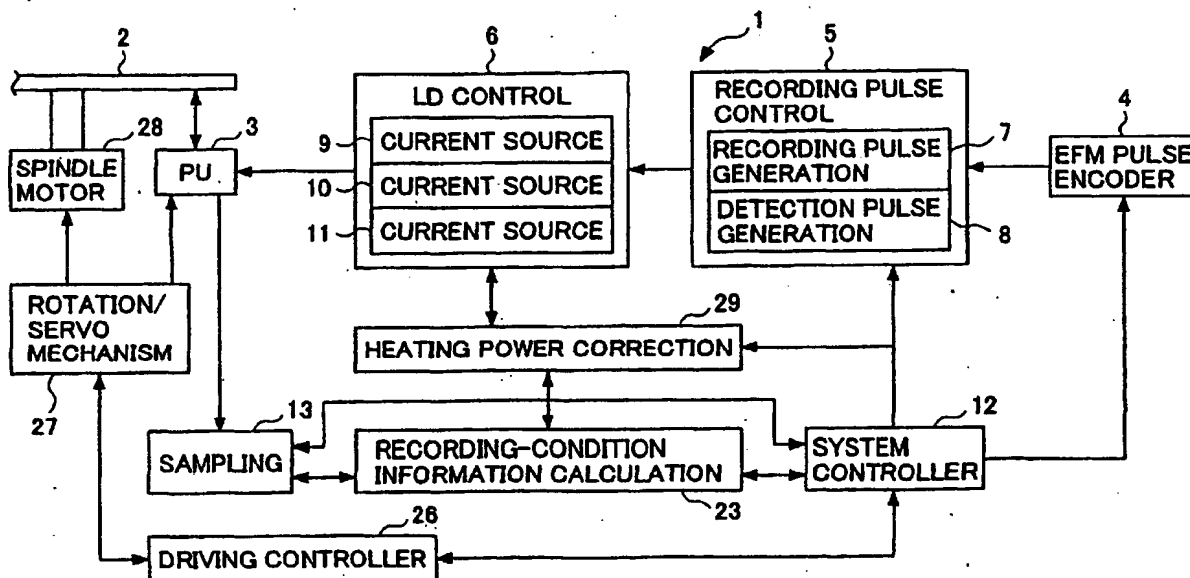 1
2
6
5
LD CONTROL
RECORDING PULSE
CONTROL
28
3
9
CURRENT SOURCE
7
4
SPINDLE
MOTOR
PU
10
CURRENT SOURCE
RECORDING PULSE
GENERATION
EFM PULSE
ENCODER
11
CURRENT SOURCE
DETECTION PULSE
GENERATION
8
ROTATION/
SERVO
MECHANISM
29
HEATING POWER CORRECTION
27
13
12
SAMPLING
RECORDING-CONDITION
INFORMATION CALCULATION
SYSTEM
CONTROLLER
23
26
DRIVING CONTROLLER